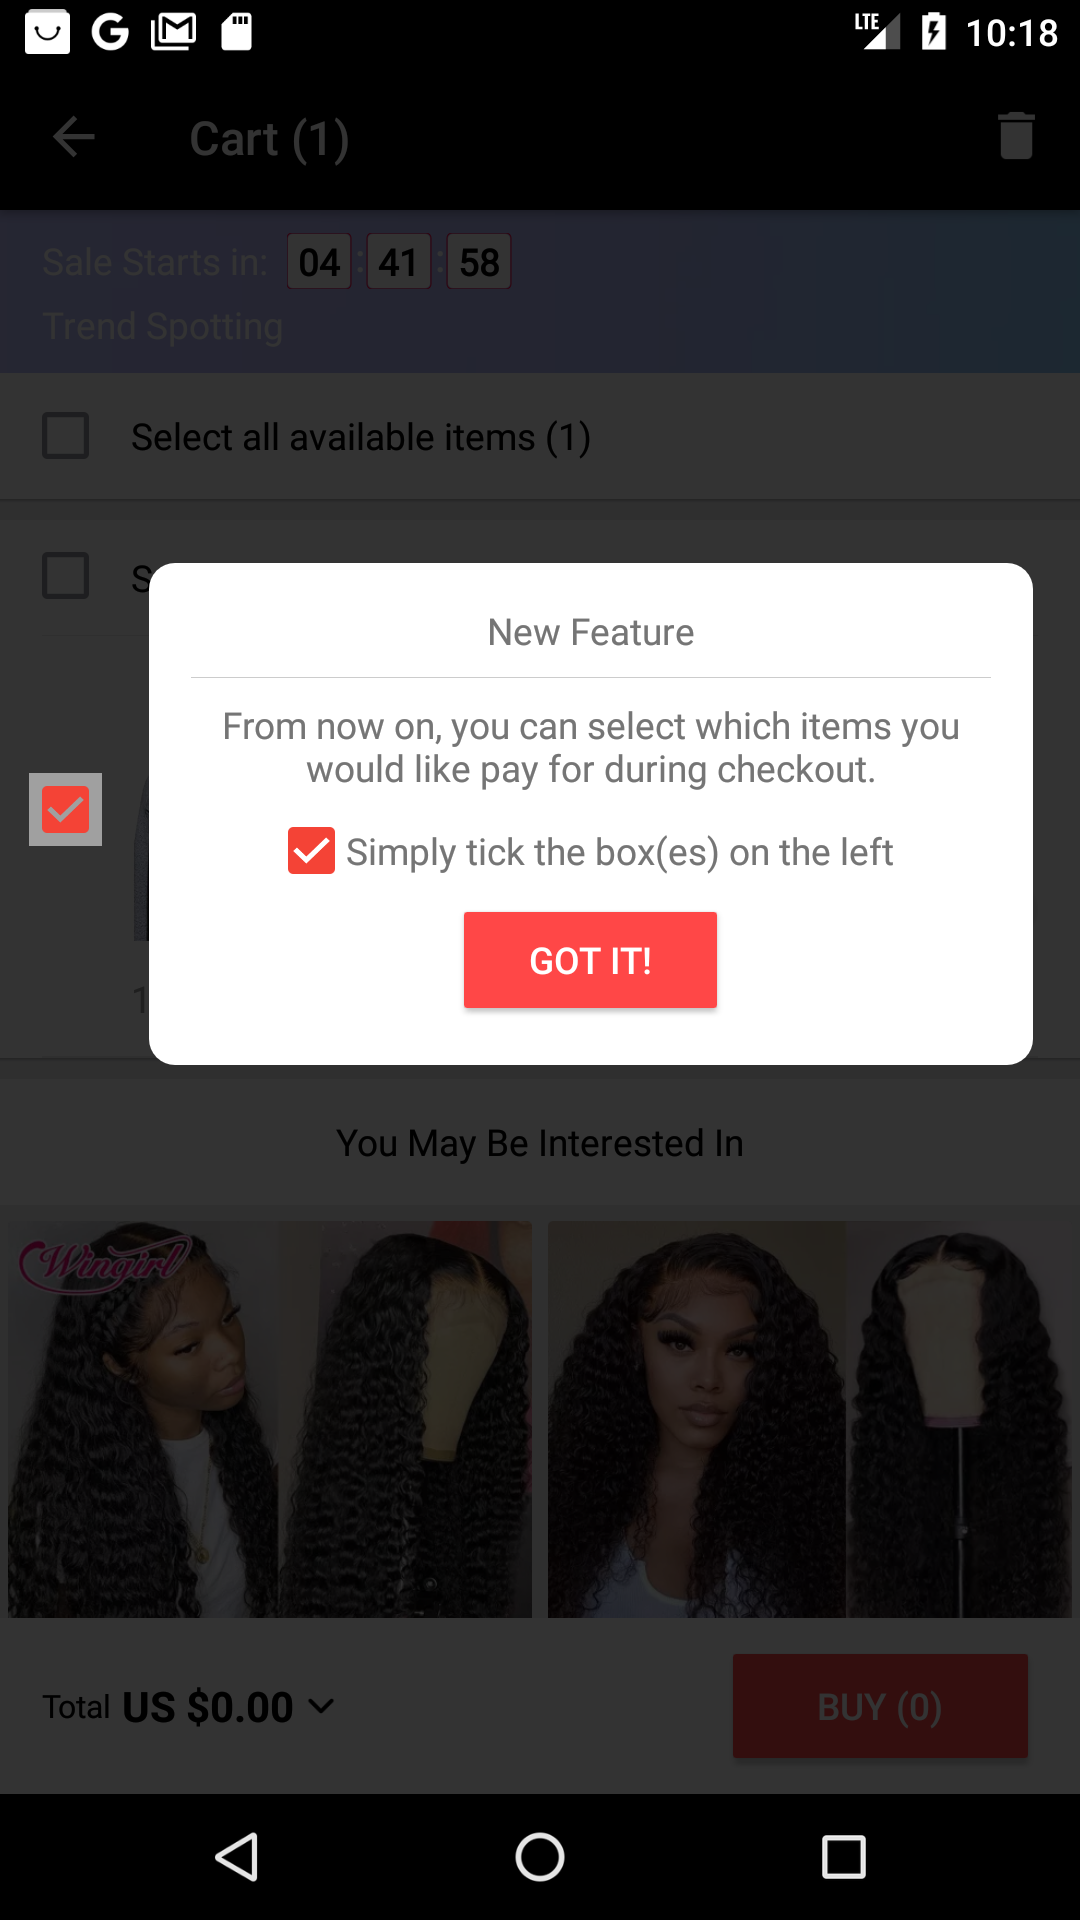 LTE 10:18
Cart (1)
Sale Starts in: 04 : 41 : 58
Trend Spotting
Select all available items (1)
S
New Feature
From now on, you can select which items you
would like pay for during checkout.
Simply tick the box(es) on the left
GOT IT!
1
You May Be Interested In
Wingirl
Total US $0.00
BUY (0)